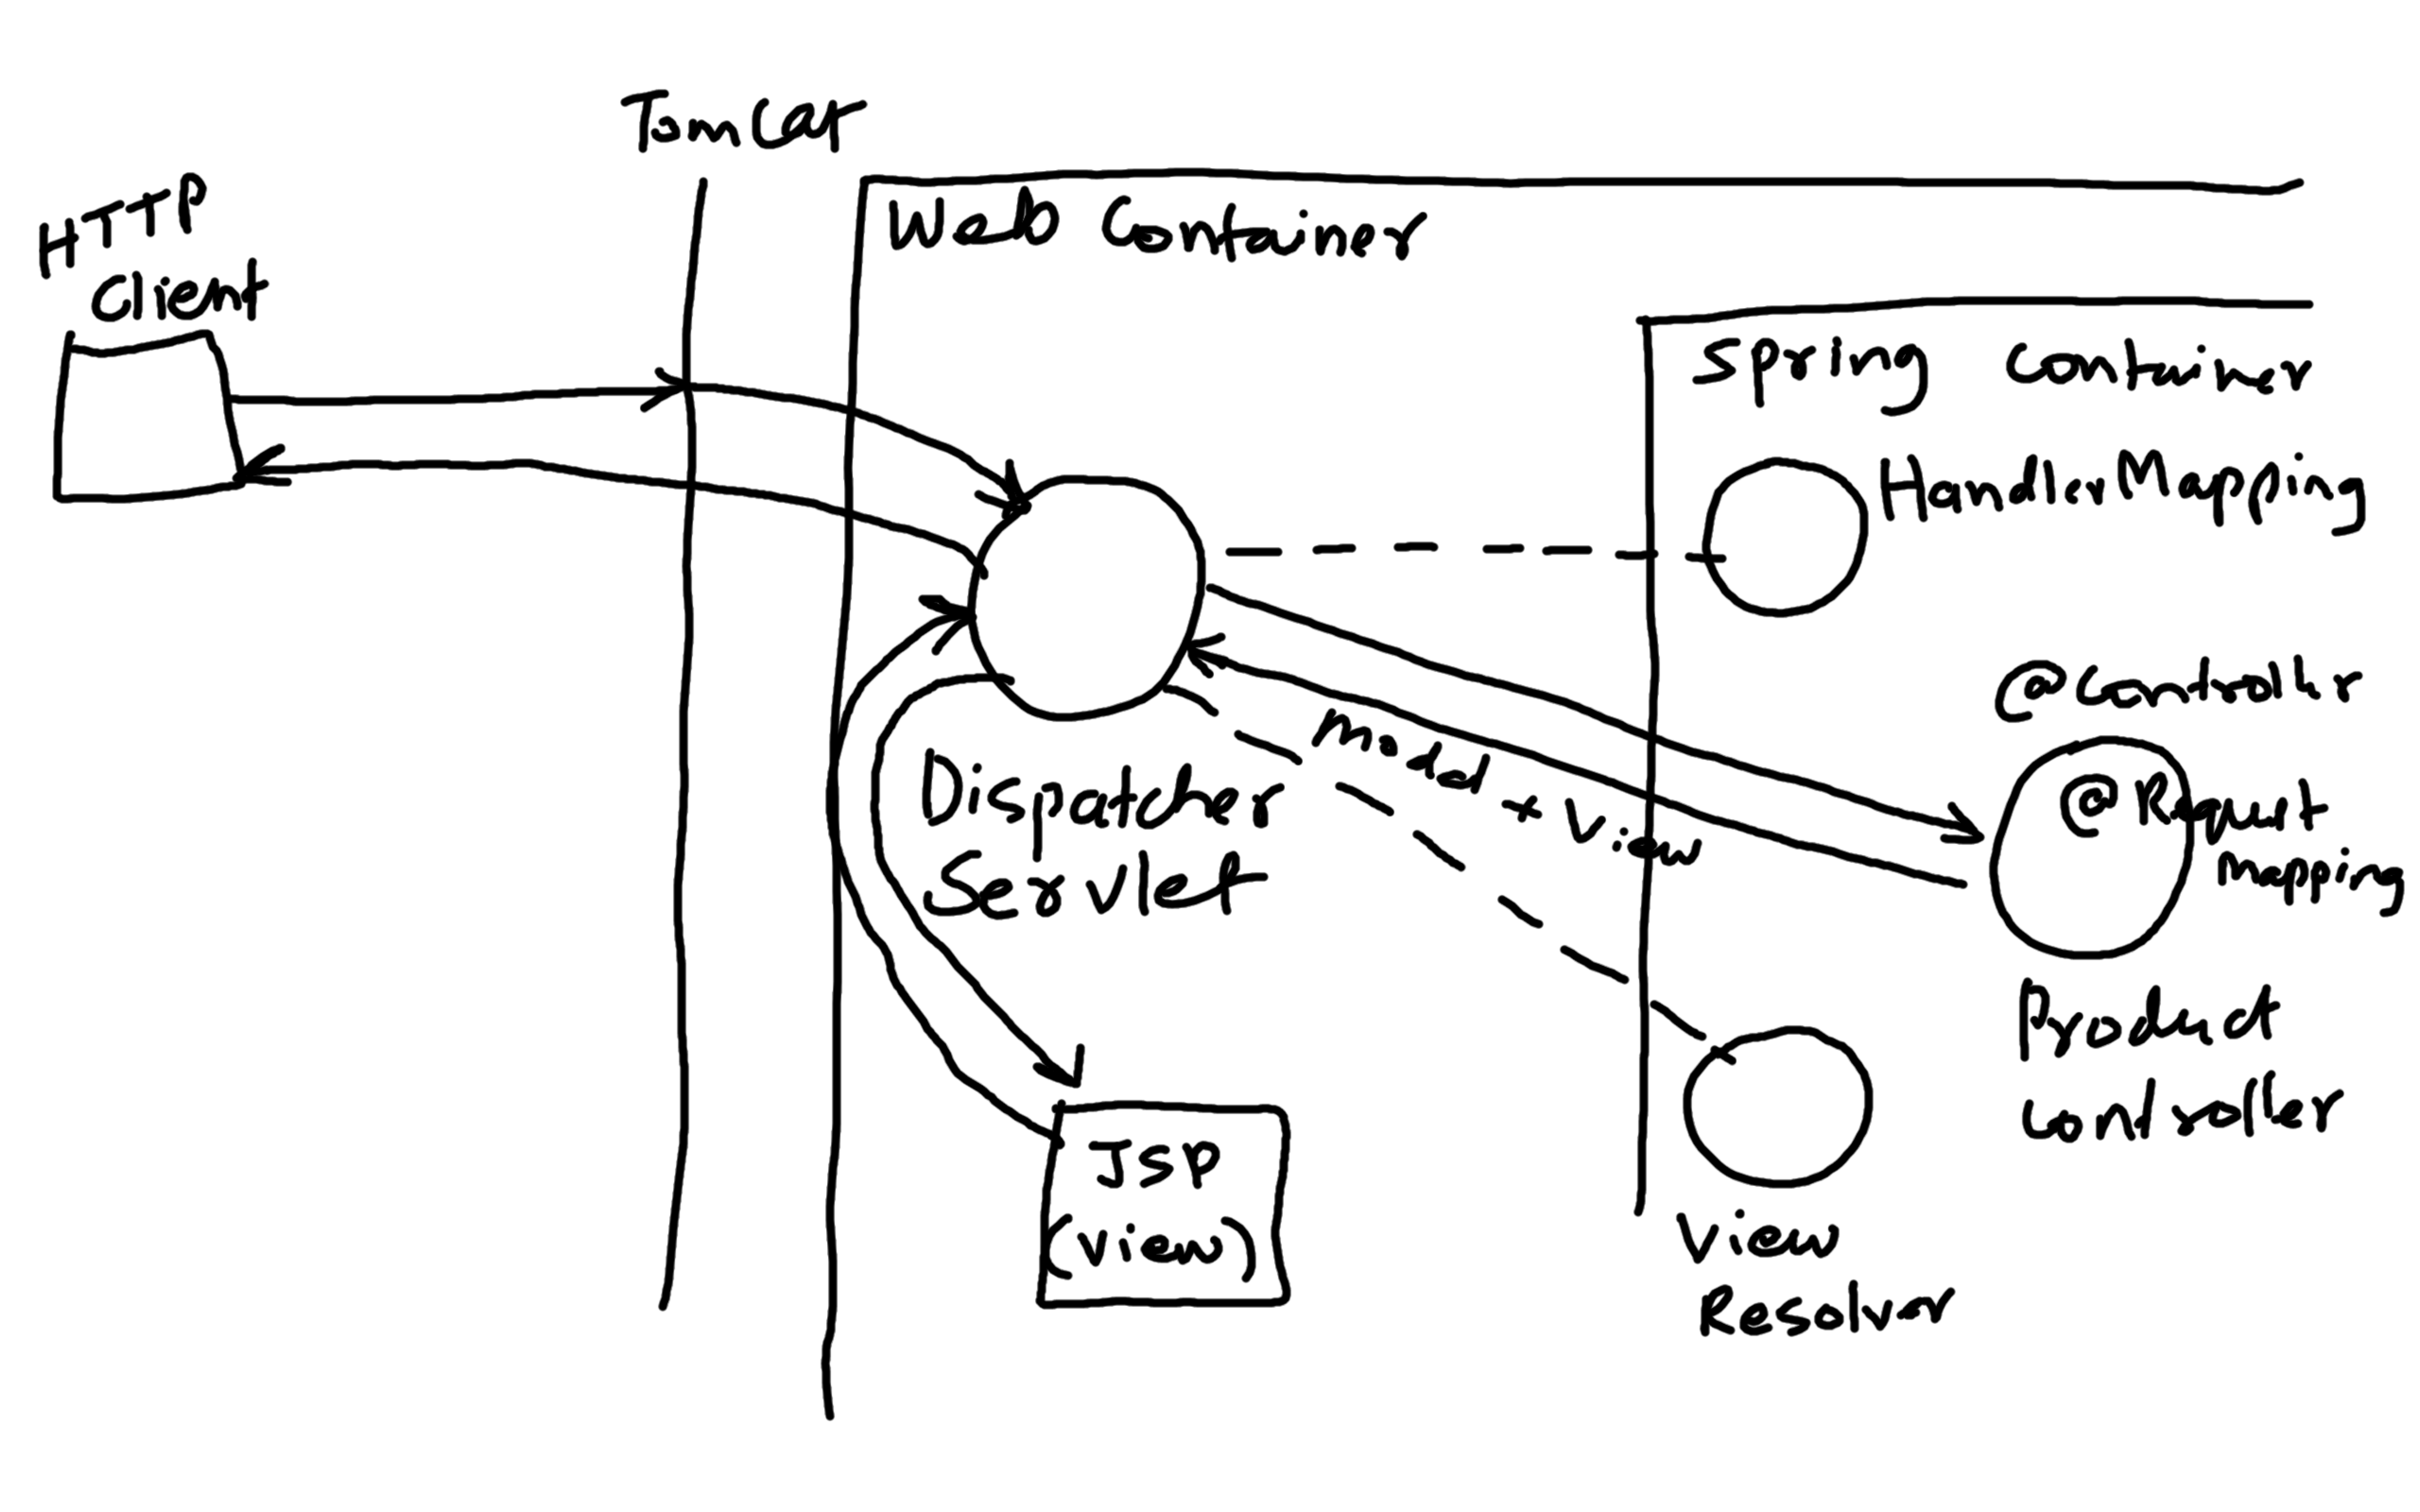 TomCat
HTTP
Client
Web Container
Spring Container
HandlerMapping
@Controller
@Request
Mapping
Model + View
Dispatcher
Servlet
Product
Controller
JSP
(View)
View
Resolver